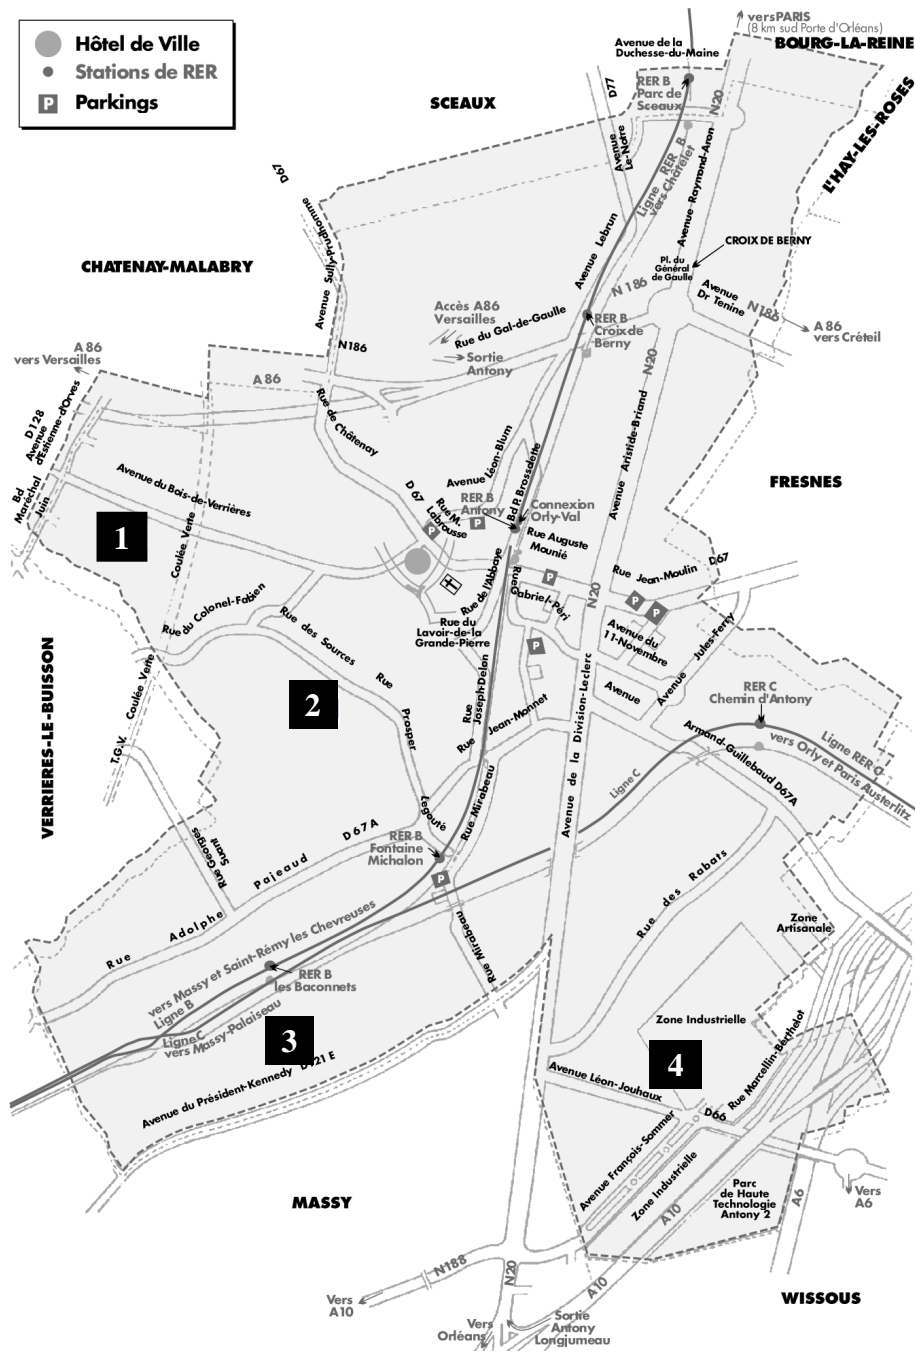 Hôtel de Ville
Stations de RER
P
Parkings
vers PARIS
(8 km sud Porte d'Orléans)
BOURG-LA-REINE
Avenue de la
Duchesse-du-Maine
RER B
Parc de
Sceaux
D77
N20
SCEAUX
L'HAY-LES-ROSES
Avenue
Le-Notre
Ligne RER B
vers Châtelet
Avenue Raymond-Aron
D67
Avenue Sully-Prudhomme
Avenue Lebrun
CROIX DE BERNY
Pl. du
Général
de Gaulle
CHATENAY-MALABRY
N 186
Avenue
Dr Tenine
N186
A 86
vers Créteil
Accès A86
Versailles
Rue du Gal-de-Gaulle
RER B
Croix de
Berny
Sortie
Antony
N186
N20
A 86
vers Versailles
A 86
D 128
Avenue
d'Estienne-d'Orves
Rue de Châtenay
Avenue Aristide-Briand
Bd
Maréchal
Juin
Avenue du Bois-de-Verrières
Avenue Léon-Blum
Bd P. Brossolette
FRESNES
D 67
Rue M.
Labrousse
RER B
Antony
Connexion
Orly-Val
P
P
1
Coulée Verte
Rue Auguste
Mounié
Rue Jean-Moulin
D67
Rue de l'Abbaye
Rue
Gabriel-Péri
P
N20
P
P
Rue du Colonel-Fabien
Rue des Sources
Rue du
Lavoir-de-la
Grande-Pierre
Avenue du
11-Novembre
Jules-Ferry
P
VERRIERES-LE-BUISSON
Coulée Verte
T.G.V.
2
Rue
Prosper
Legouté
Rue
Joseph-Delon
Rue Jean-Monnet
Avenue
Avenue
Avenue de la Division-Leclerc
RER C
Chemin d'Antony
Armand-Guillebaud D67A
Ligne RER C
vers Orly et Paris Austerlitz
Ligne C
Rue Mirabeau
Rue Georges
Suant
D67A
RER B
Fontaine
Michalon
P
Rue Adolphe Pajeaud
Rue des Rabats
Rue Mirabeau
Zone
Artisanale
vers Massy et Saint-Rémy les Chevreuses
Ligne B
RER B
les Baconnets
Ligne C
vers Massy-Palaiseau
3
Zone Industrielle
4
Avenue du Président-Kennedy D921 E
Avenue Léon-Jouhaux
Rue Marcellin-Berthelot
D66
Avenue François-Sommer
Zone Industrielle
MASSY
Parc
de Haute
Technologie
Antony 2
A6
Vers
A6
A10
N188
N20
A10
Vers
A10
WISSOUS
Vers
Orléans
Sortie
Antony
Longjumeau